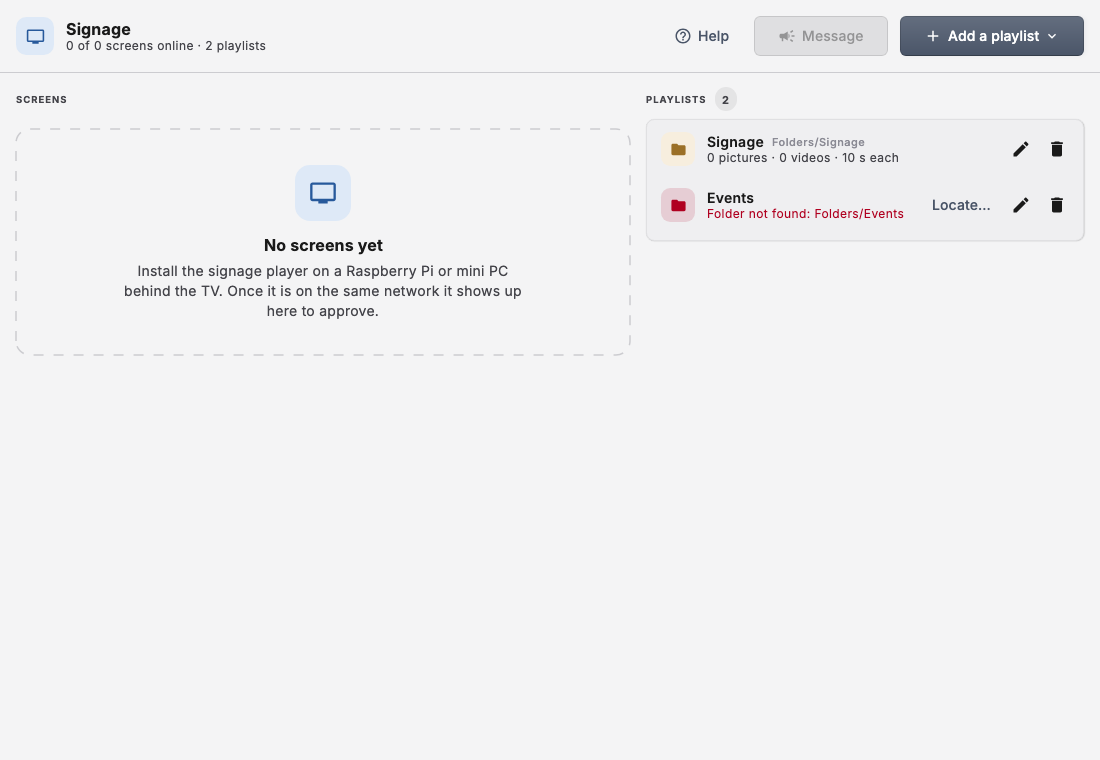 Signage
0 of 0 screens online · 2 playlists
Help
Message
Add a playlist
SCREENS
No screens yet
Install the signage player on a Raspberry Pi or mini PC
behind the TV. Once it is on the same network it shows up
here to approve.
PLAYLISTS 2
Signage Folders/Signage
0 pictures · 0 videos · 10 s each
Events
Folder not found: Folders/Events
Locate...